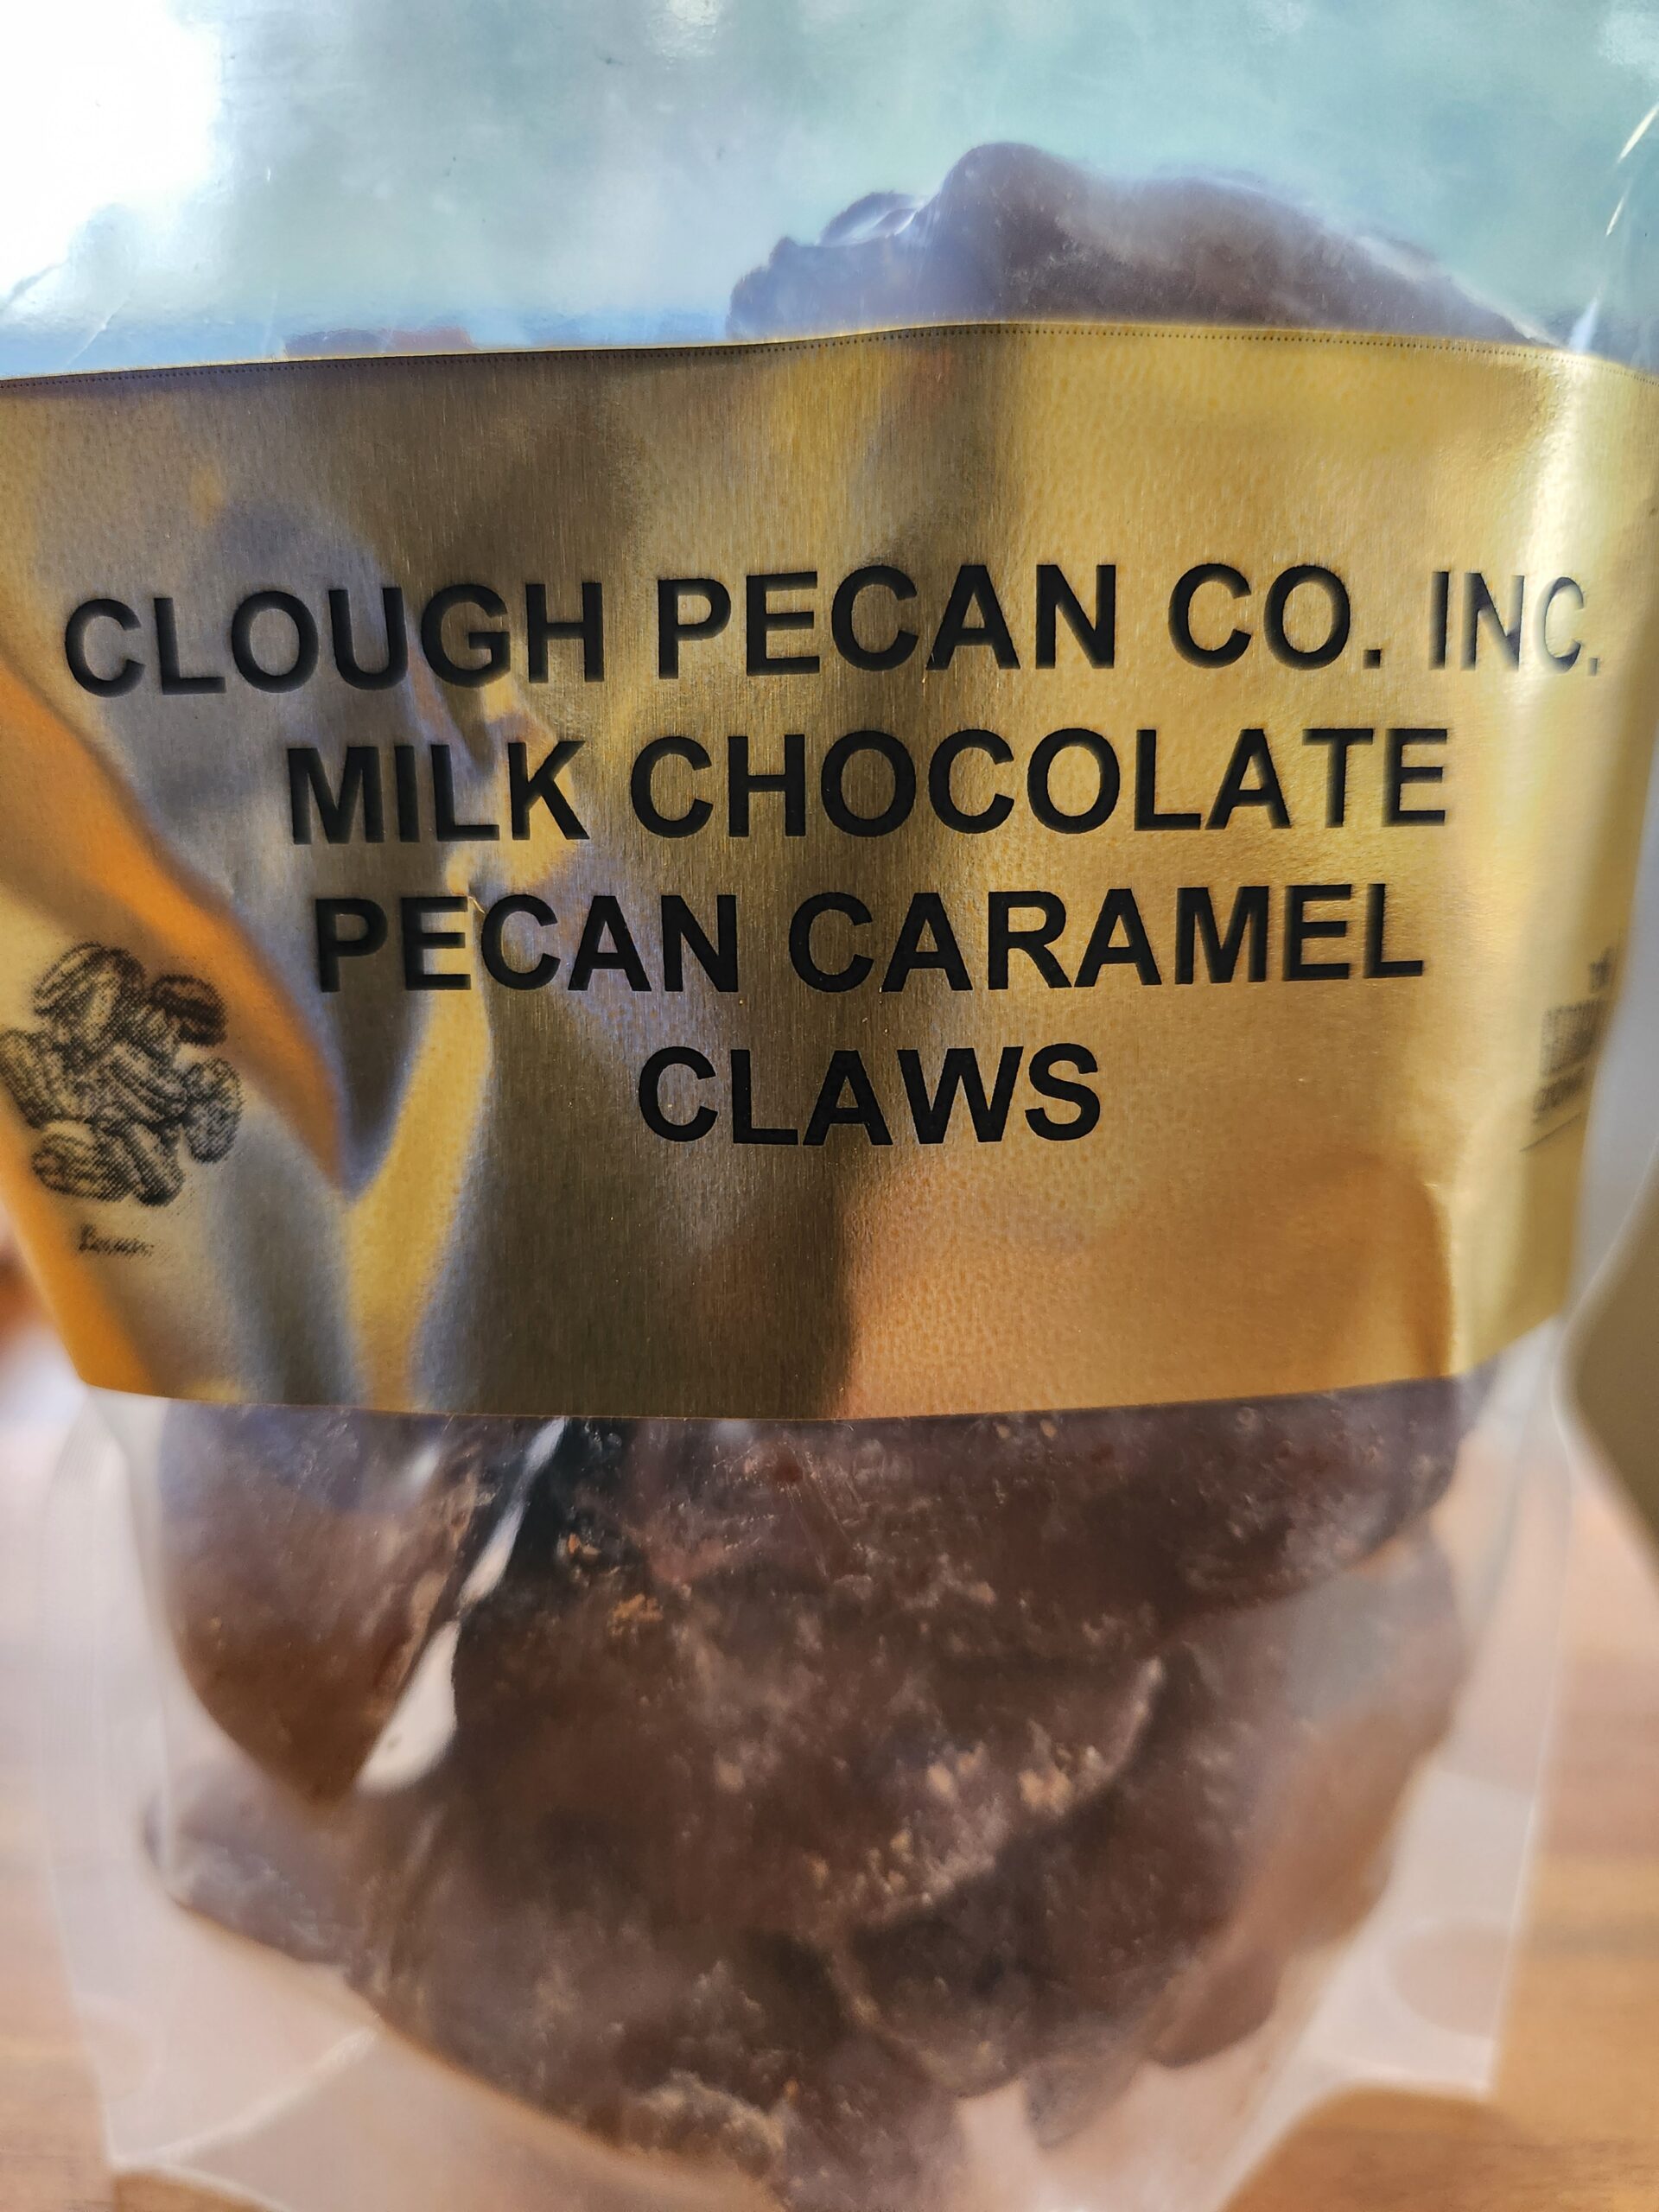 CLOUGH PECAN CO. INC.
MILK CHOCOLATE
PECAN CARAMEL
CLAWS